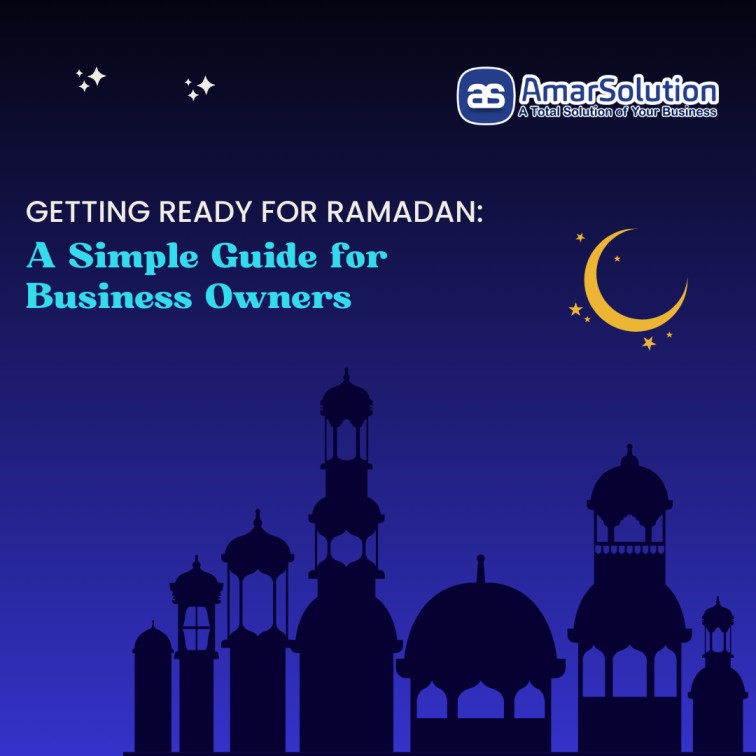 as AmarSolution
A Total Solution of Your Business
GETTING READY FOR RAMADAN:
A Simple Guide for
Business Owners